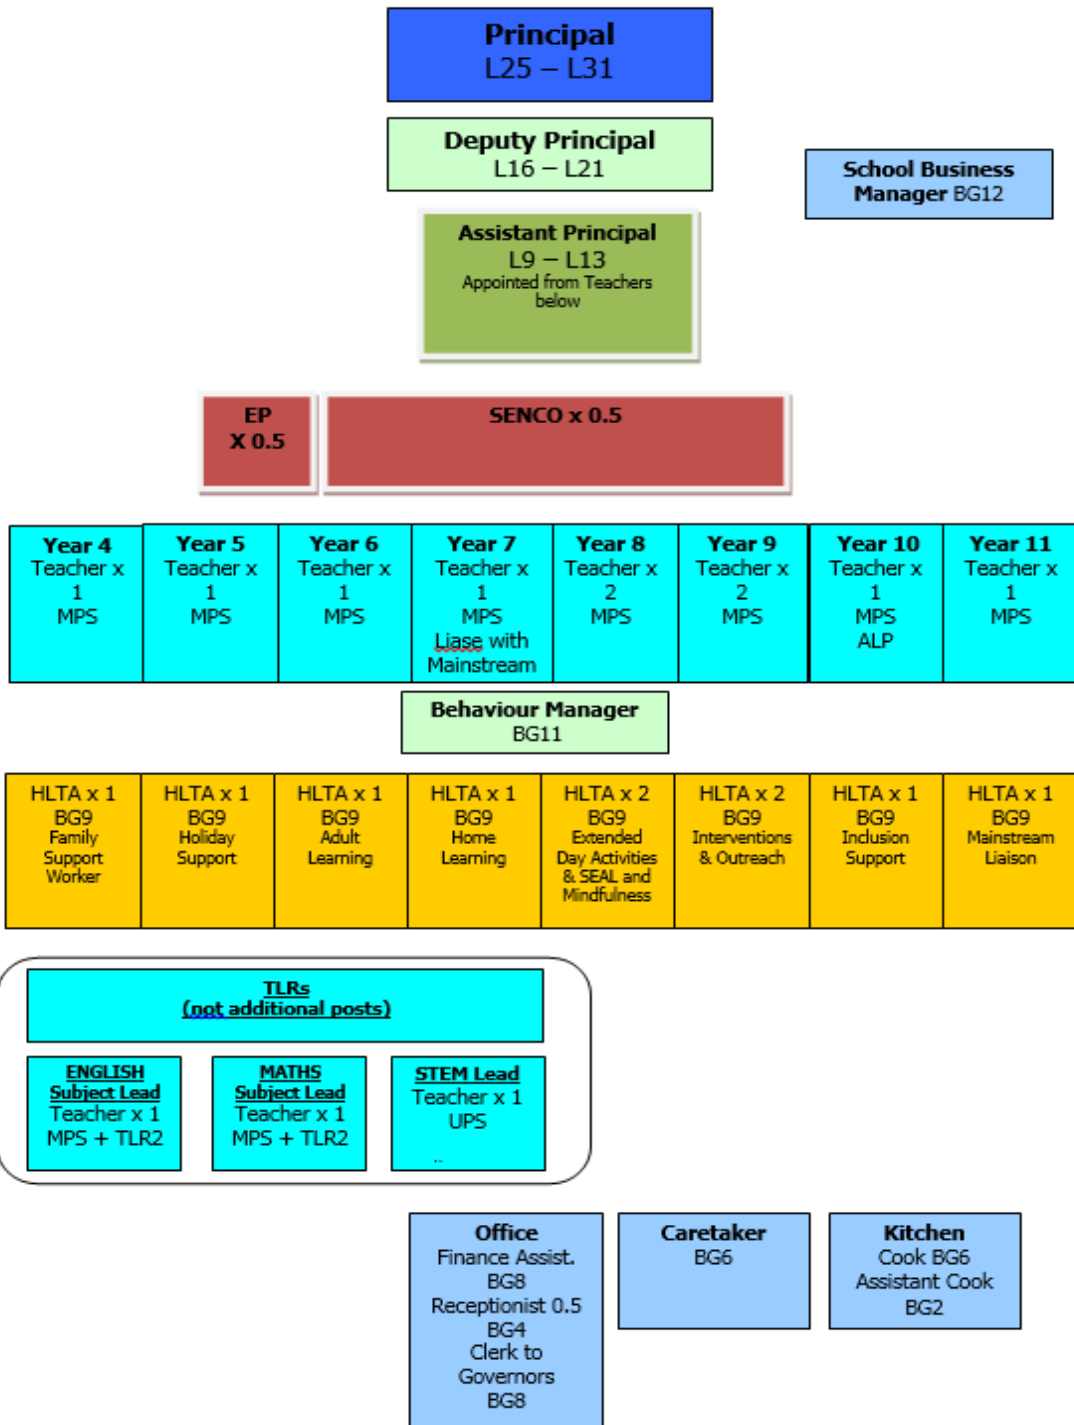 Principal
L25 – L31
Deputy Principal
L16 – L21
School Business
Manager BG12
Assistant Principal
L9 – L13
Appointed from Teachers
below
EP
X 0.5
SENCO x 0.5
Year 4
Teacher x
1
MPS
Year 5
Teacher x
1
MPS
Year 6
Teacher x
1
MPS
Year 7
Teacher x
1
MPS
Liase with
Mainstream
Year 8
Teacher x
2
MPS
Year 9
Teacher x
2
MPS
Year 10
Teacher x
1
MPS
ALP
Year 11
Teacher x
1
MPS
Behaviour Manager
BG11
HLTA x 1
BG9
Family
Support
Worker
HLTA x 1
BG9
Holiday
Support
HLTA x 1
BG9
Adult
Learning
HLTA x 1
BG9
Home
Learning
HLTA x 2
BG9
Extended
Day Activities
& SEAL and
Mindfulness
HLTA x 2
BG9
Interventions
& Outreach
HLTA x 1
BG9
Inclusion
Support
HLTA x 1
BG9
Mainstream
Liaison
TLRs
(not additional posts)
ENGLISH
Subject Lead
Teacher x 1
MPS + TLR2
MATHS
Subject Lead
Teacher x 1
MPS + TLR2
STEM Lead
Teacher x 1
UPS
..
Office
Finance Assist.
BG8
Receptionist 0.5
BG4
Clerk to
Governors
BG8
Caretaker
BG6
Kitchen
Cook BG6
Assistant Cook
BG2